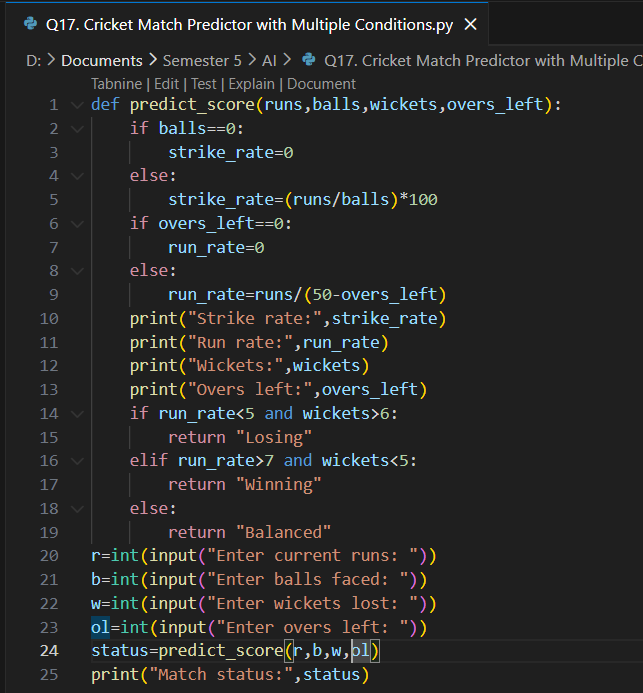 Q17. Cricket Match Predictor with Multiple Conditions.py
D: > Documents > Semester 5 > AI > Q17. Cricket Match Predictor with Multiple C
Tabnine | Edit | Test | Explain | Document
1 def predict_score(runs,balls,wickets,overs_left):
2     if balls==0:
3         strike_rate=0
4     else:
5         strike_rate=(runs/balls)*100
6     if overs_left==0:
7         run_rate=0
8     else:
9         run_rate=runs/(50-overs_left)
10     print("Strike rate:",strike_rate)
11     print("Run rate:",run_rate)
12     print("Wickets:",wickets)
13     print("Overs left:",overs_left)
14     if run_rate<5 and wickets>6:
15         return "Losing"
16     elif run_rate>7 and wickets<5:
17         return "Winning"
18     else:
19         return "Balanced"
20 r=int(input("Enter current runs: "))
21 b=int(input("Enter balls faced: "))
22 w=int(input("Enter wickets lost: "))
23 ol=int(input("Enter overs left: "))
24 status=predict_score(r,b,w,ol)
25 print("Match status:",status)